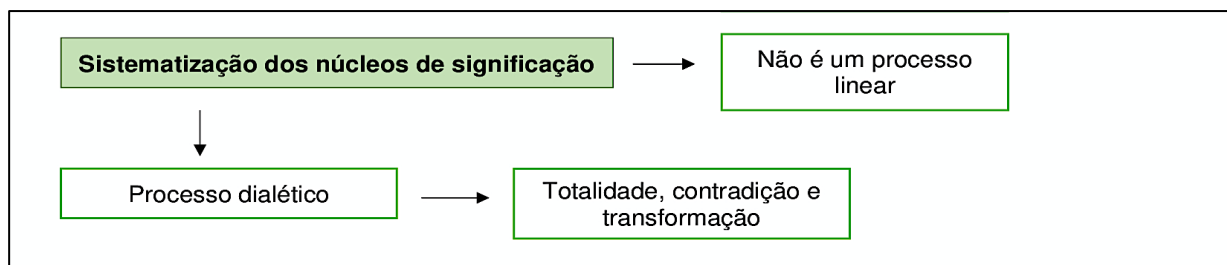 Sistematização dos núcleos de significação
Não é um processo
linear
Processo dialético
Totalidade, contradição e
transformação